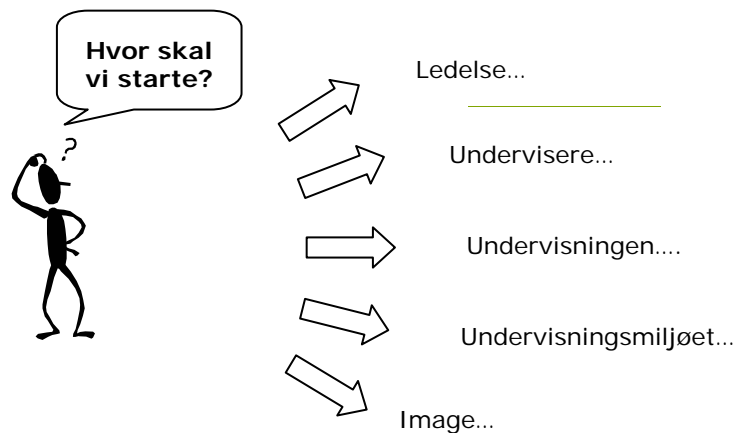 Hvor skal
vi starte?
?
Ledelse...
Undervisere...
Undervisningen....
Undervisningsmiljøet...
Image...